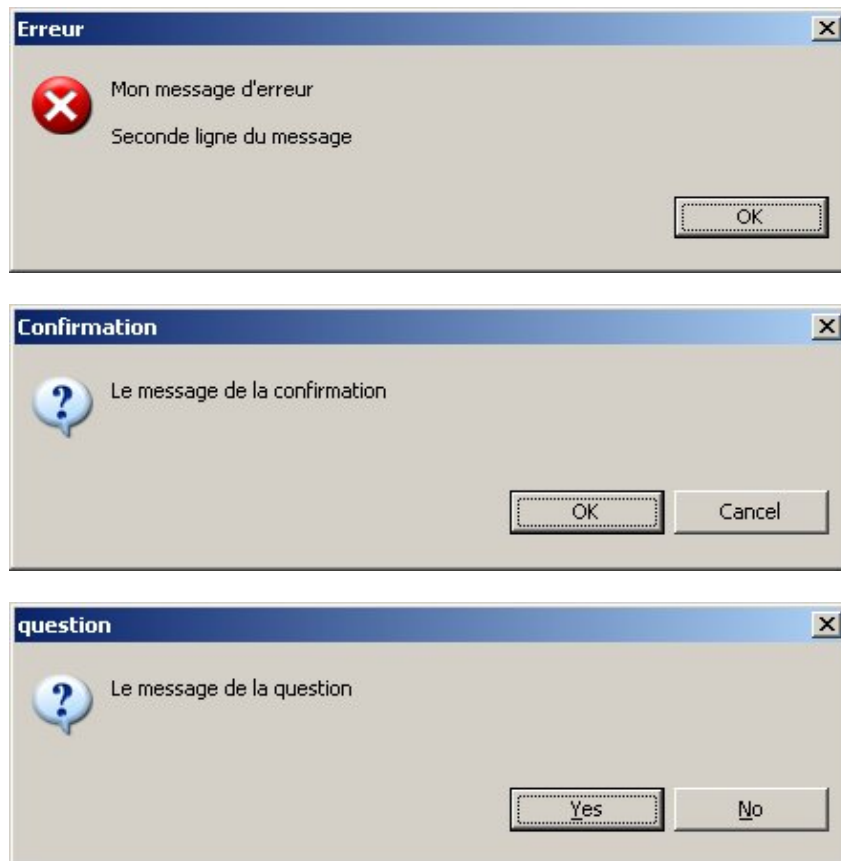 Erreur
Mon message d'erreur
Seconde ligne du message
OK
Confirmation
Le message de la confirmation
OK Cancel
question
Le message de la question
Yes No